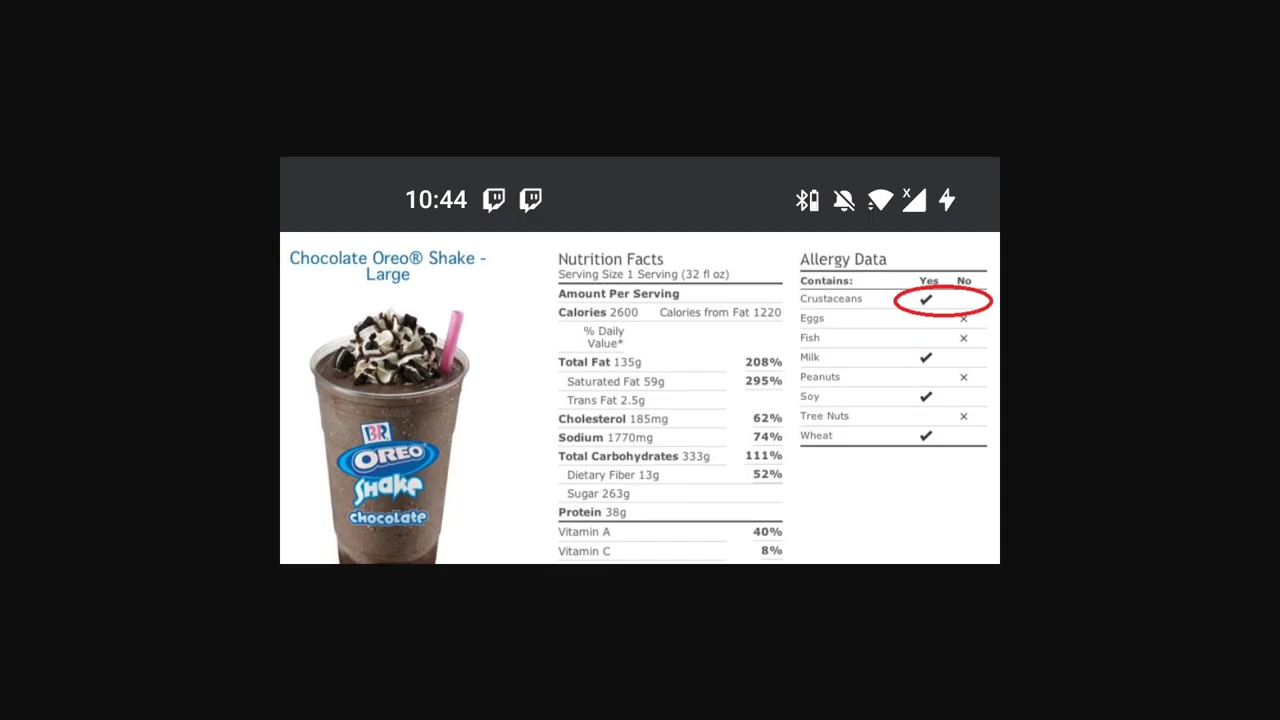 10:44
Chocolate Oreo® Shake -
Large
BR
OREO
Shake
chocolate
Nutrition Facts
Serving Size 1 Serving (32 fl oz)
Amount Per Serving
Calories 2600 Calories from Fat 1220
% Daily
Value*
Total Fat 135g 208%
Saturated Fat 59g 295%
Trans Fat 2.5g
Cholesterol 185mg 62%
Sodium 1770mg 74%
Total Carbohydrates 333g 111%
Dietary Fiber 13g 52%
Sugar 263g
Protein 38g
Vitamin A 40%
Vitamin C 8%
Allergy Data
Contains: Yes No
Crustaceans ✔
Eggs ✕
Fish ✕
Milk ✔
Peanuts ✕
Soy ✔
Tree Nuts ✕
Wheat ✔